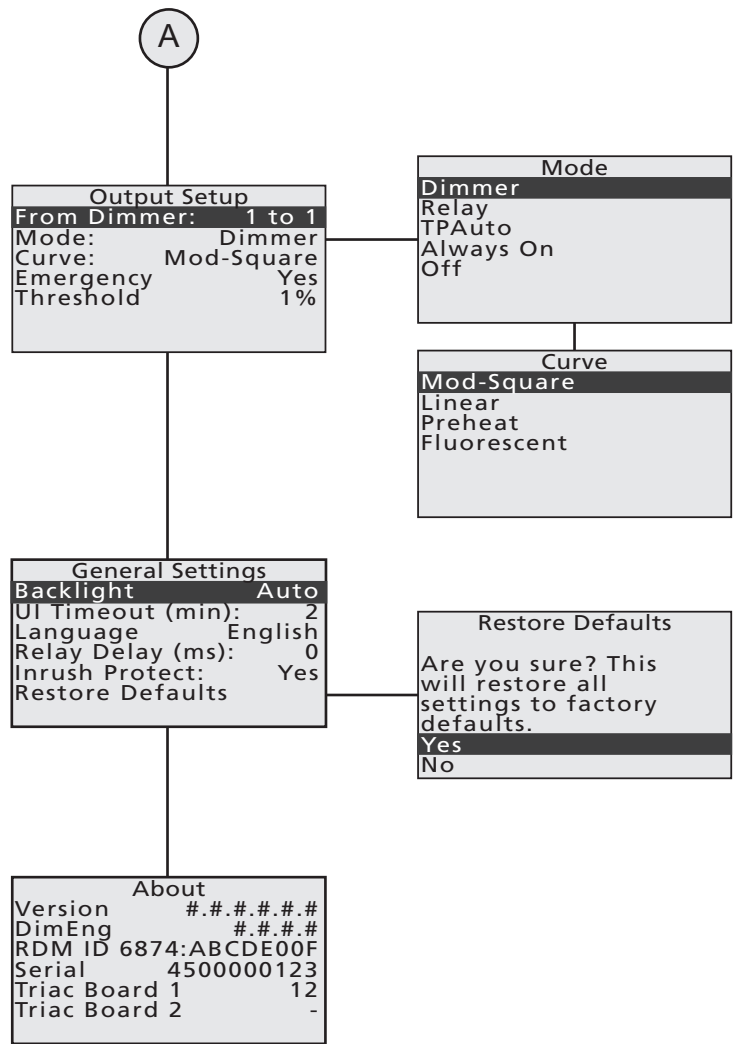 A
Output Setup
From Dimmer: 1 to 1
Mode: Dimmer
Curve: Mod-Square
Emergency Yes
Threshold 1%
Mode
Dimmer
Relay
TPAuto
Always On
Off
Curve
Mod-Square
Linear
Preheat
Fluorescent
General Settings
Backlight Auto
UI Timeout (min): 2
Language English
Relay Delay (ms): 0
Inrush Protect: Yes
Restore Defaults
Restore Defaults
Are you sure? This
will restore all
settings to factory
defaults.
Yes
No
About
Version #.#.#.#.#.#
DimEng #.#.#.#
RDM ID 6874:ABCDE00F
Serial 4500000123
Triac Board 1 12
Triac Board 2 -